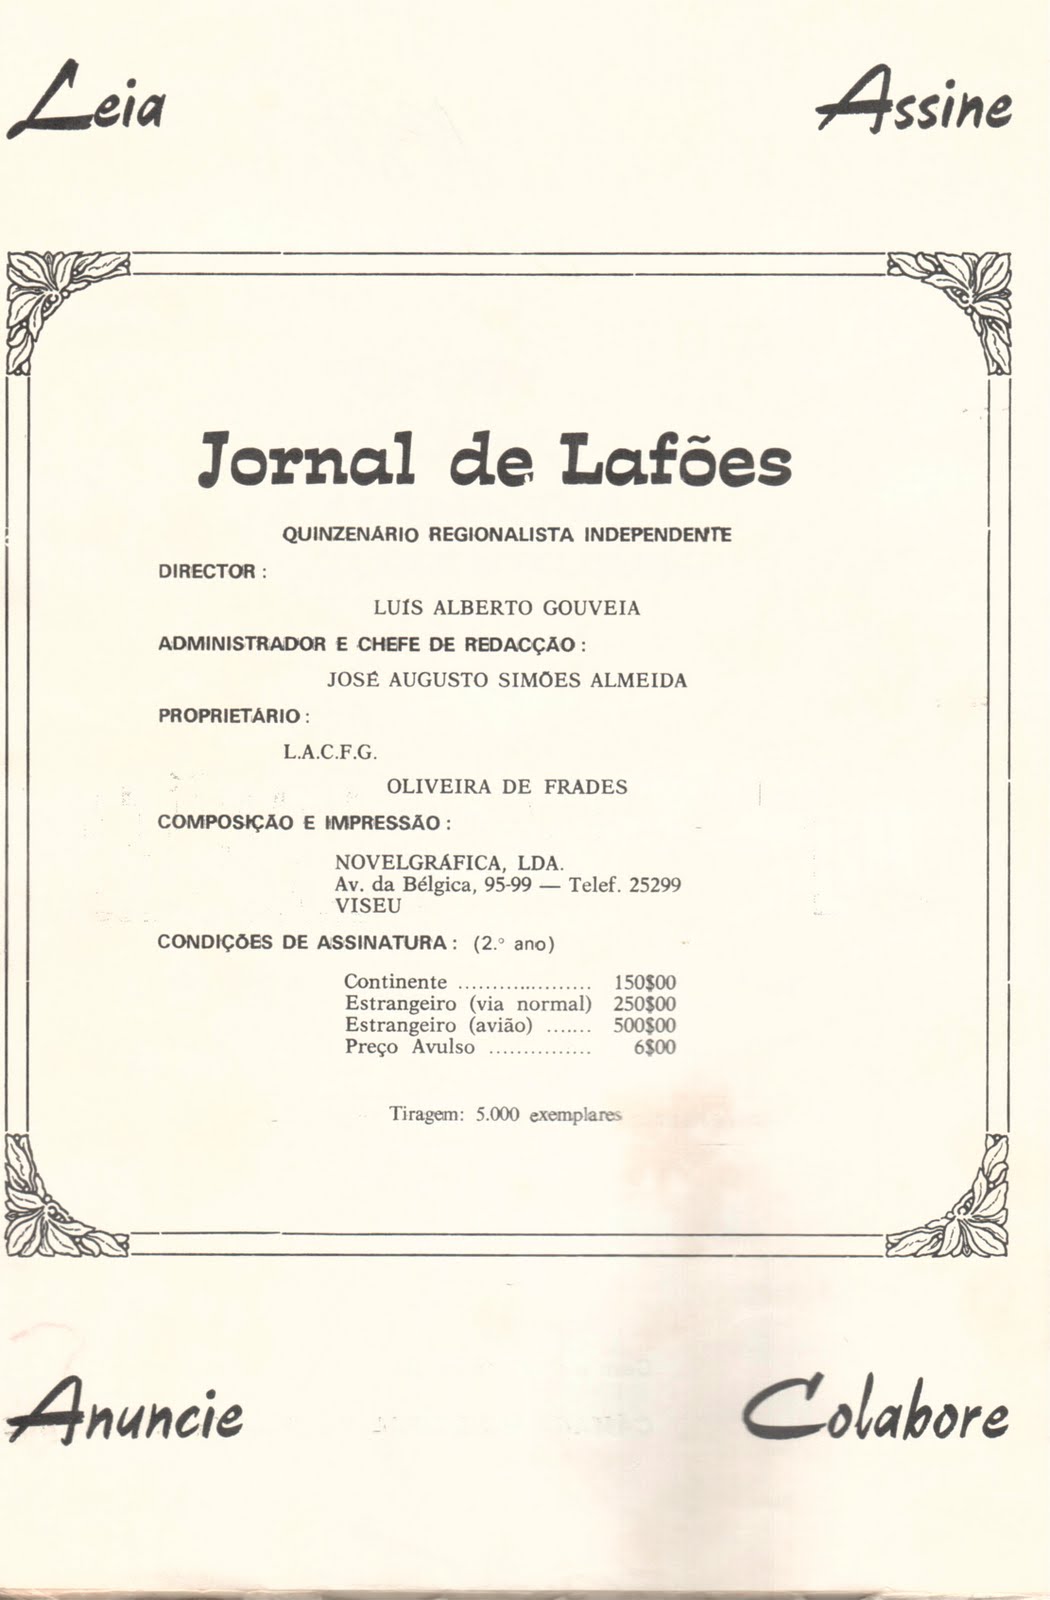 Leia
Assine
Jornal de Lafões
QUINZENÁRIO REGIONALISTA INDEPENDENTE
DIRECTOR :
LUÍS ALBERTO GOUVEIA
ADMINISTRADOR E CHEFE DE REDACÇÃO :
JOSÉ AUGUSTO SIMÕES ALMEIDA
PROPRIETÁRIO :
L.A.C.F.G.
OLIVEIRA DE FRADES
COMPOSIÇÃO E IMPRESSÃO :
NOVELGRÁFICA, LDA.
Av. da Bélgica, 95-99 — Telef. 25299
VISEU
CONDIÇÕES DE ASSINATURA : (2.º ano)
Continente .................... 150$00
Estrangeiro (via normal) 250$00
Estrangeiro (avião) ....... 500$00
Preço Avulso ............... 6$00
Tiragem: 5.000 exemplares
Anuncie
Colabore